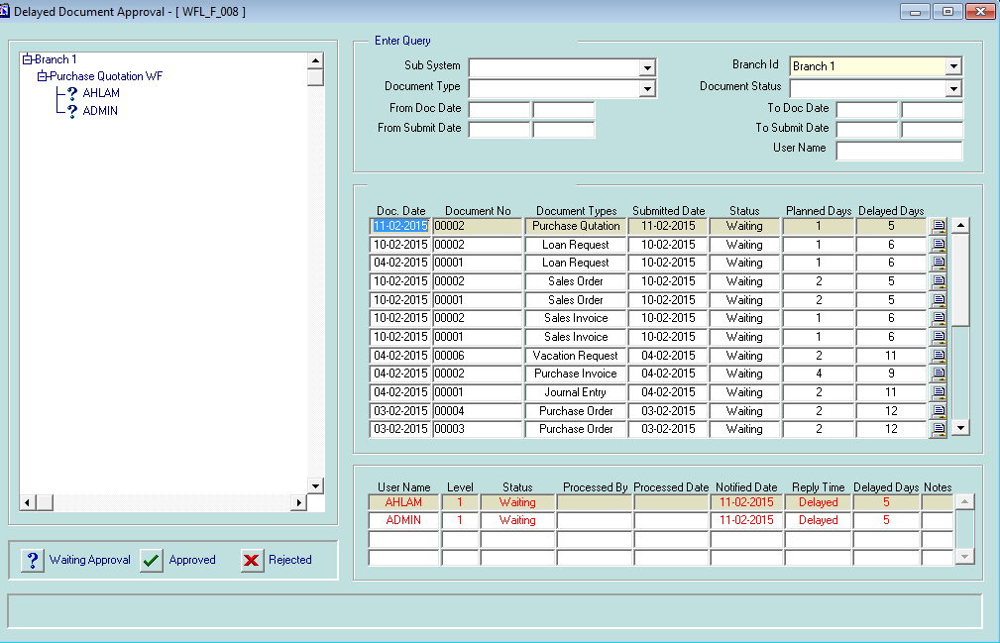 Delayed Document Approval - [ WFL_F_008 ]
Branch 1
Purchase Quotation WF
? AHLAM
? ADMIN
? Waiting Approval Approved Rejected
Enter Query
Sub System Branch Id Branch 1
Document Type Document Status
From Doc Date To Doc Date
From Submit Date To Submit Date
User Name
Doc. Date Document No Document Types Submitted Date Status Planned Days Delayed Days
11-02-2015 00002 Purchase Qutation 11-02-2015 Waiting 1 5
10-02-2015 00002 Loan Request 10-02-2015 Waiting 1 6
04-02-2015 00001 Loan Request 10-02-2015 Waiting 1 6
10-02-2015 00002 Sales Order 10-02-2015 Waiting 2 5
10-02-2015 00001 Sales Order 10-02-2015 Waiting 2 5
10-02-2015 00002 Sales Invoice 10-02-2015 Waiting 1 6
10-02-2015 00001 Sales Invoice 10-02-2015 Waiting 1 6
04-02-2015 00006 Vacation Request 04-02-2015 Waiting 2 11
04-02-2015 00002 Purchase Invoice 04-02-2015 Waiting 4 9
04-02-2015 00001 Journal Entry 04-02-2015 Waiting 2 11
03-02-2015 00004 Purchase Order 03-02-2015 Waiting 2 12
03-02-2015 00003 Purchase Order 03-02-2015 Waiting 2 12
User Name Level Status Processed By Processed Date Notified Date Reply Time Delayed Days Notes
AHLAM 1 Waiting 11-02-2015 Delayed 5
ADMIN 1 Waiting 11-02-2015 Delayed 5